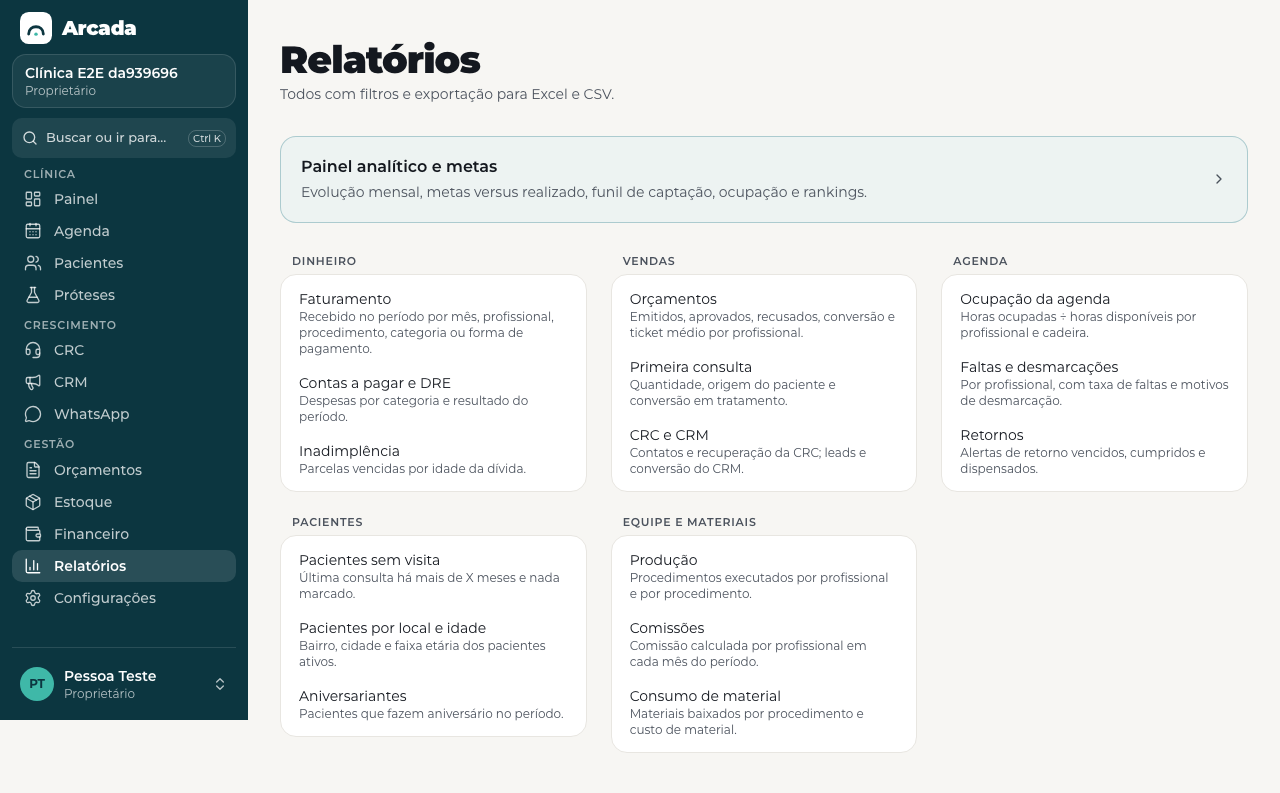 Arcada
Clínica E2E da939696
Proprietário
Buscar ou ir para...
Ctrl K
CLÍNICA
Painel
Agenda
Pacientes
Próteses
CRESCIMENTO
CRC
CRM
WhatsApp
GESTÃO
Orçamentos
Estoque
Financeiro
Relatórios
Configurações
PT
Pessoa Teste
Proprietário
Relatórios
Todos com filtros e exportação para Excel e CSV.
Painel analítico e metas
Evolução mensal, metas versus realizado, funil de captação, ocupação e rankings.
DINHEIRO
Faturamento
Recebido no período por mês, profissional,
procedimento, categoria ou forma de
pagamento.
Contas a pagar e DRE
Despesas por categoria e resultado do
período.
Inadimplência
Parcelas vencidas por idade da dívida.
VENDAS
Orçamentos
Emitidos, aprovados, recusados, conversão e
ticket médio por profissional.
Primeira consulta
Quantidade, origem do paciente e
conversão em tratamento.
CRC e CRM
Contatos e recuperação da CRC; leads e
conversão do CRM.
AGENDA
Ocupação da agenda
Horas ocupadas ÷ horas disponíveis por
profissional e cadeira.
Faltas e desmarcações
Por profissional, com taxa de faltas e motivos
de desmarcação.
Retornos
Alertas de retorno vencidos, cumpridos e
dispensados.
PACIENTES
Pacientes sem visita
Última consulta há mais de X meses e nada
marcado.
Pacientes por local e idade
Bairro, cidade e faixa etária dos pacientes
ativos.
Aniversariantes
Pacientes que fazem aniversário no período.
EQUIPE E MATERIAIS
Produção
Procedimentos executados por profissional
e por procedimento.
Comissões
Comissão calculada por profissional em
cada mês do período.
Consumo de material
Materiais baixados por procedimento e
custo de material.